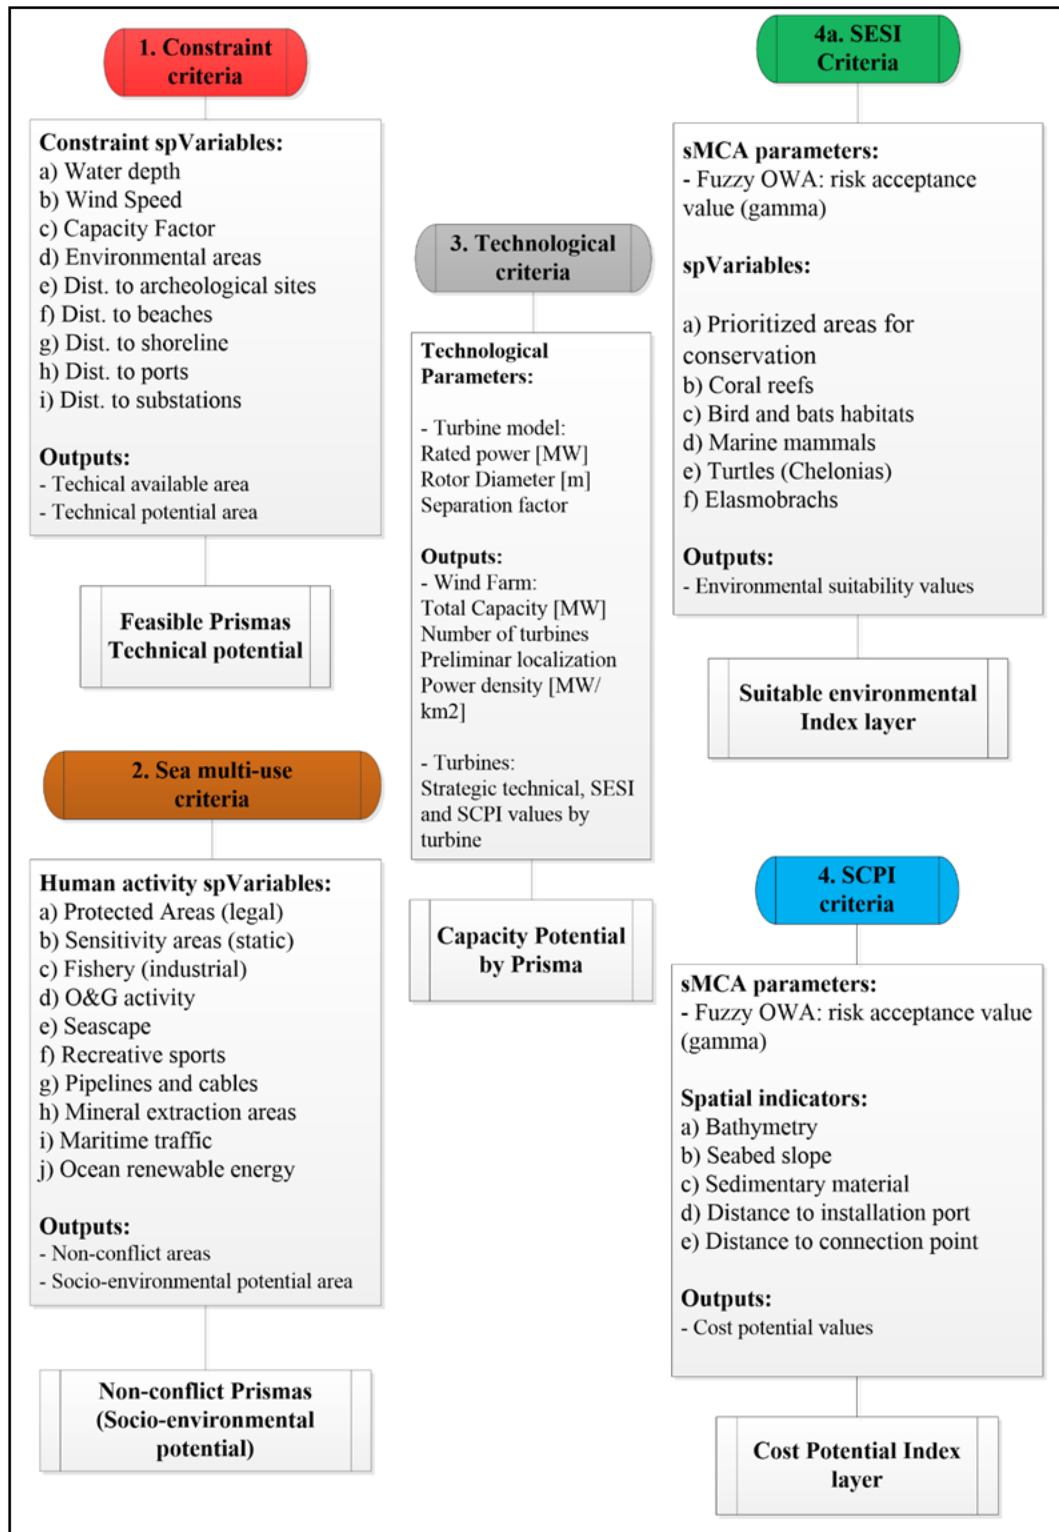 1. Constraint
criteria
Constraint spVariables:
a) Water depth
b) Wind Speed
c) Capacity Factor
d) Environmental areas
e) Dist. to archeological sites
f) Dist. to beaches
g) Dist. to shoreline
h) Dist. to ports
i) Dist. to substations
Outputs:
- Techical available area
- Technical potential area
Feasible Prismas
Technical potential
2. Sea multi-use
criteria
Human activity spVariables:
a) Protected Areas (legal)
b) Sensitivity areas (static)
c) Fishery (industrial)
d) O&G activity
e) Seascape
f) Recreative sports
g) Pipelines and cables
h) Mineral extraction areas
i) Maritime traffic
j) Ocean renewable energy
Outputs:
- Non-conflict areas
- Socio-environmental potential area
Non-conflict Prismas
(Socio-environmental
potential)
3. Technological
criteria
Technological
Parameters:
- Turbine model:
Rated power [MW]
Rotor Diameter [m]
Separation factor
Outputs:
- Wind Farm:
Total Capacity [MW]
Number of turbines
Preliminar localization
Power density [MW/
km2]
- Turbines:
Strategic technical, SESI
and SCPI values by
turbine
Capacity Potential
by Prisma
4a. SESI
Criteria
sMCA parameters:
- Fuzzy OWA: risk acceptance
value (gamma)
spVariables:
a) Prioritized areas for
conservation
b) Coral reefs
c) Bird and bats habitats
d) Marine mammals
e) Turtles (Chelonias)
f) Elasmobrachs
Outputs:
- Environmental suitability values
Suitable environmental
Index layer
4. SCPI
criteria
sMCA parameters:
- Fuzzy OWA: risk acceptance value
(gamma)
Spatial indicators:
a) Bathymetry
b) Seabed slope
c) Sedimentary material
d) Distance to installation port
e) Distance to connection point
Outputs:
- Cost potential values
Cost Potential Index
layer